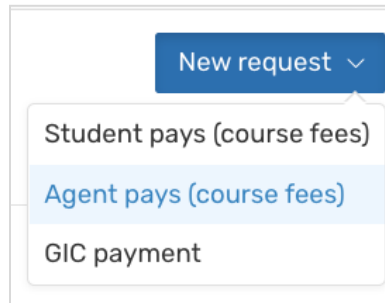 New request
Student pays (course fees)
Agent pays (course fees)
GIC payment